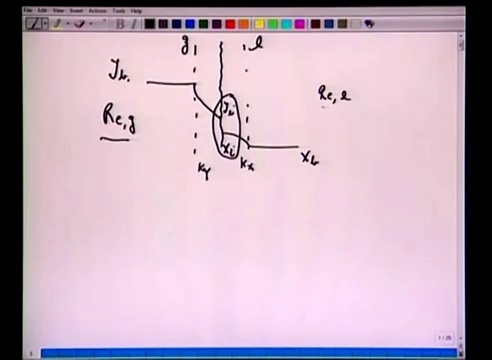 File Edit View Insert Actions Tools Help
g l
y_b
y_i
Re,g
Re,l
x_i
x_b
k_y k_x
1 / 25